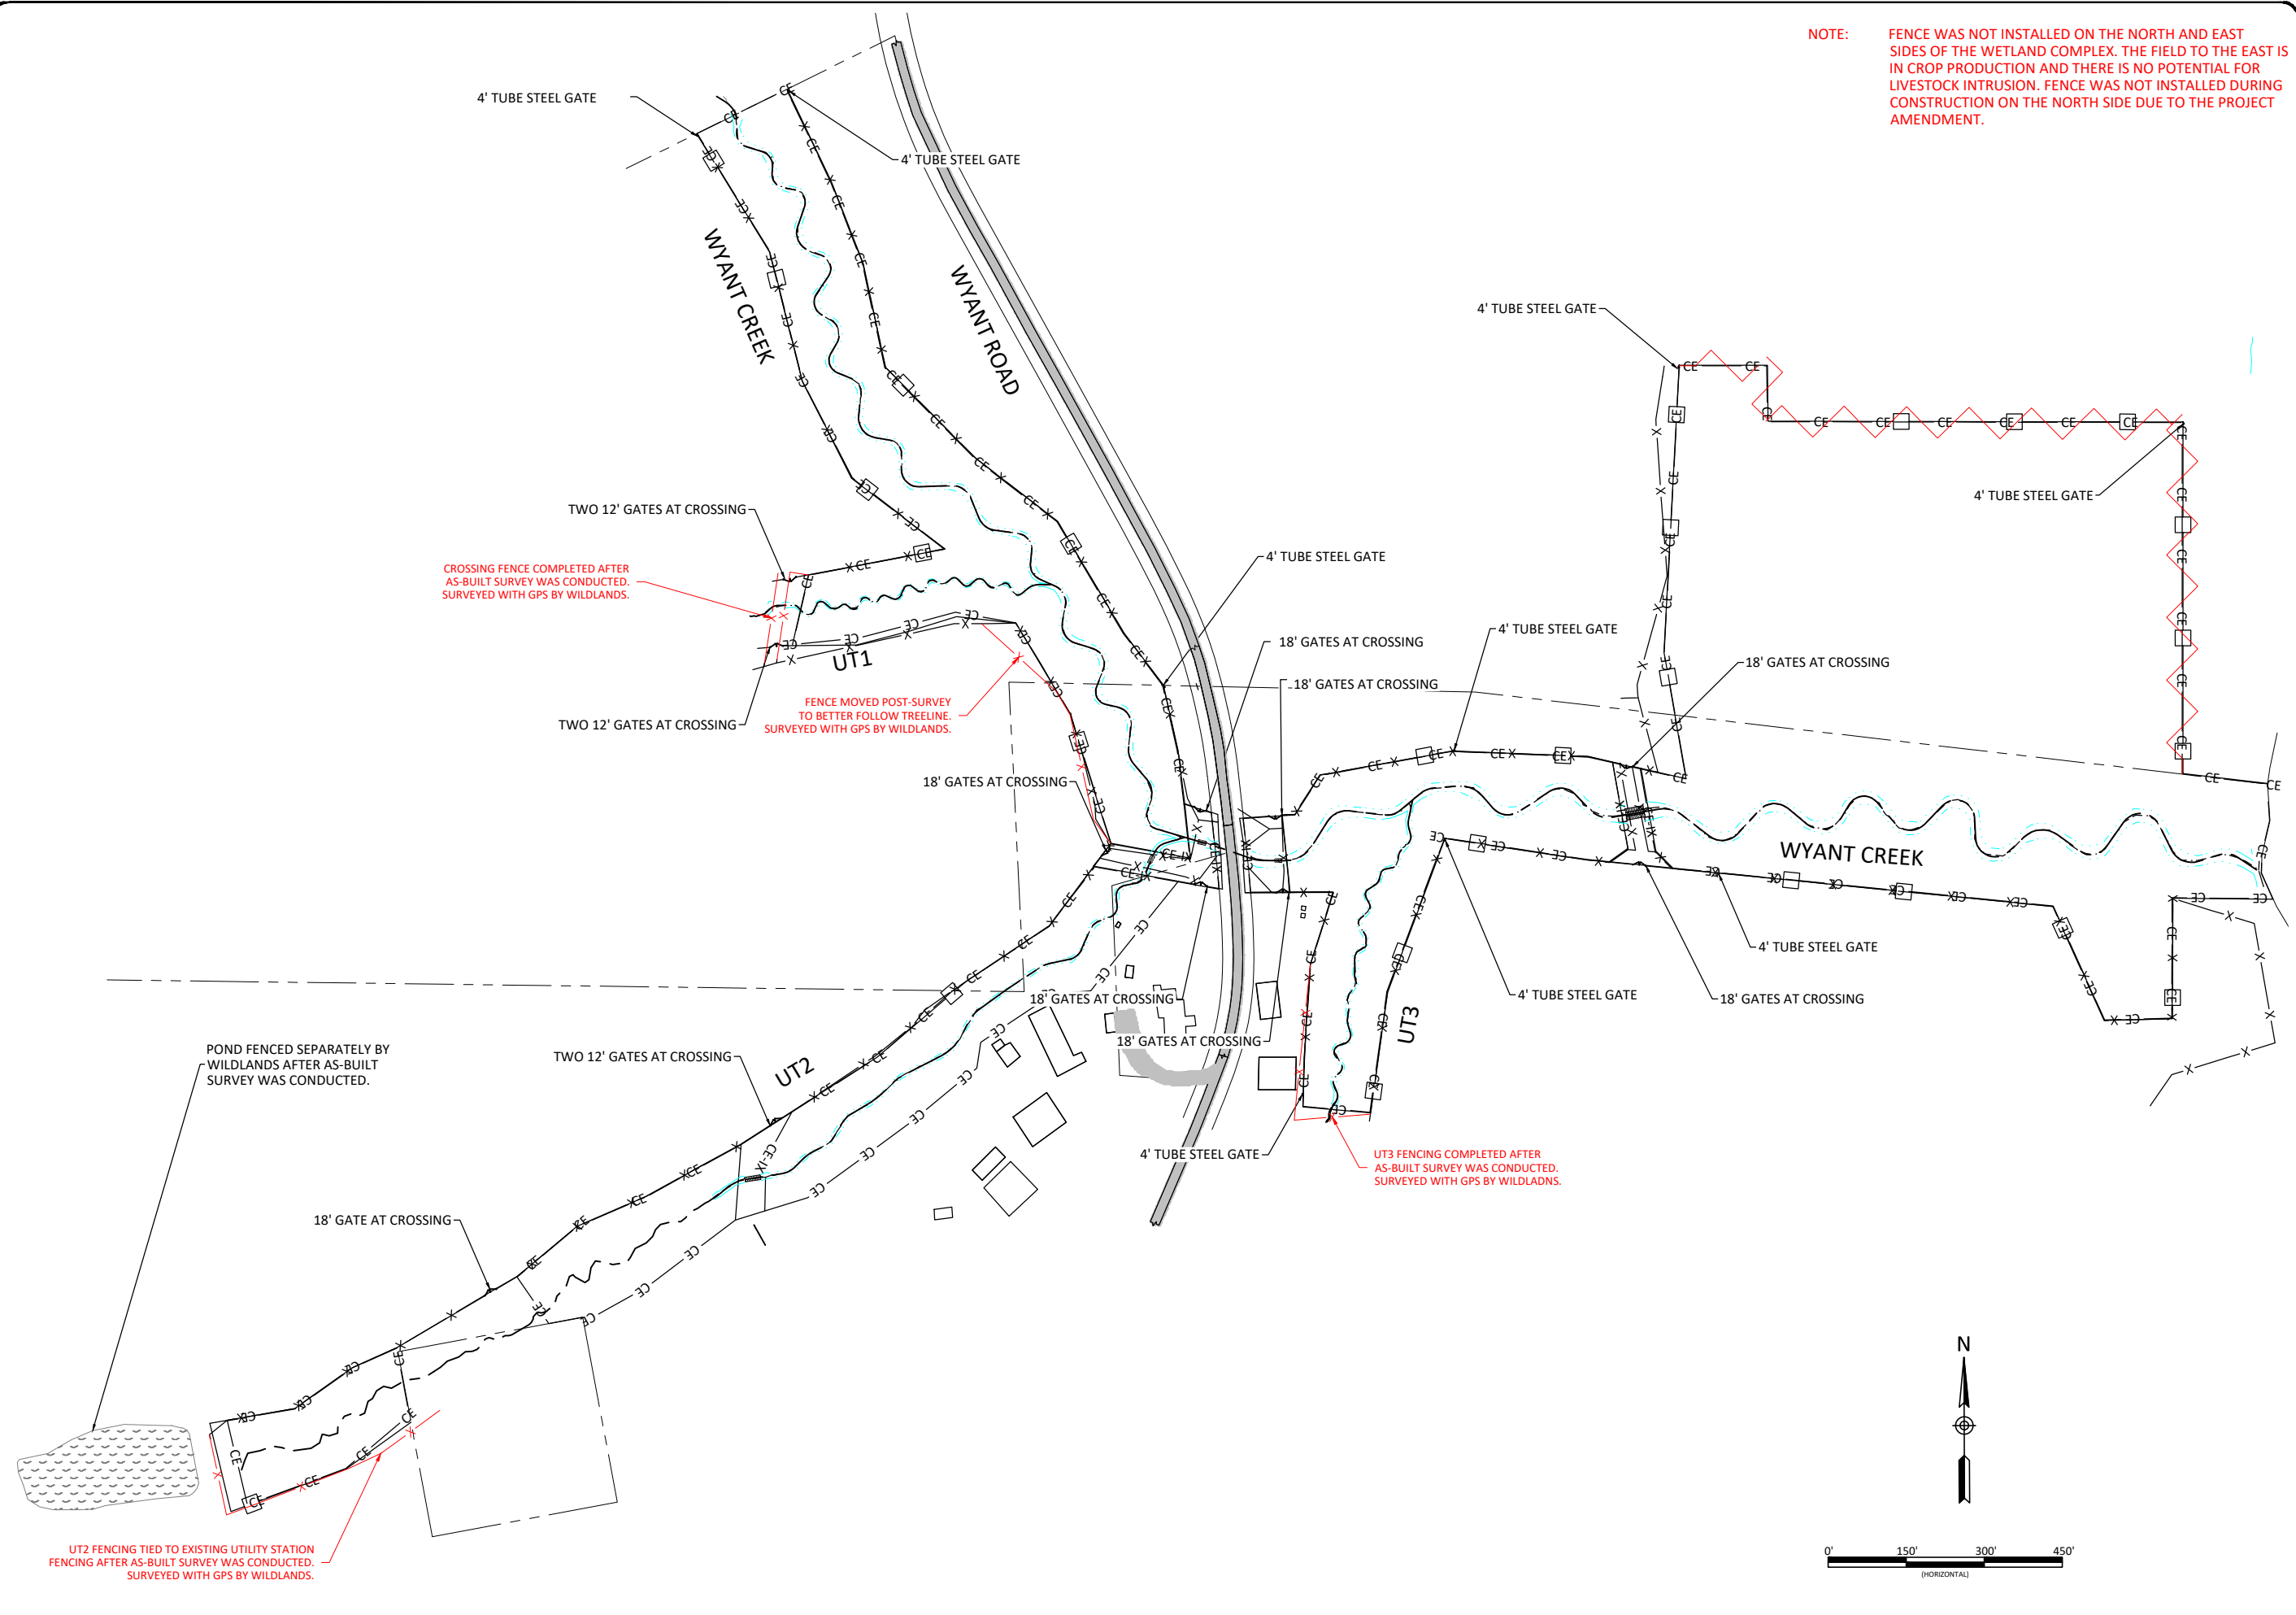 NOTE: FENCE WAS NOT INSTALLED ON THE NORTH AND EAST
SIDES OF THE WETLAND COMPLEX. THE FIELD TO THE EAST IS
IN CROP PRODUCTION AND THERE IS NO POTENTIAL FOR
LIVESTOCK INTRUSION. FENCE WAS NOT INSTALLED DURING
CONSTRUCTION ON THE NORTH SIDE DUE TO THE PROJECT
AMENDMENT.
4' TUBE STEEL GATE
4' TUBE STEEL GATE
WYANT CREEK
WYANT ROAD
4' TUBE STEEL GATE
4' TUBE STEEL GATE
TWO 12' GATES AT CROSSING
CROSSING FENCE COMPLETED AFTER
AS-BUILT SURVEY WAS CONDUCTED.
SURVEYED WITH GPS BY WILDLANDS.
4' TUBE STEEL GATE
18' GATES AT CROSSING
4' TUBE STEEL GATE
18' GATES AT CROSSING
18' GATES AT CROSSING
UT1
FENCE MOVED POST-SURVEY
TO BETTER FOLLOW TREELINE.
SURVEYED WITH GPS BY WILDLANDS.
TWO 12' GATES AT CROSSING
18' GATES AT CROSSING
WYANT CREEK
4' TUBE STEEL GATE
18' GATES AT CROSSING
4' TUBE STEEL GATE
18' GATES AT CROSSING
UT3
18' GATES AT CROSSING
POND FENCED SEPARATELY BY
WILDLANDS AFTER AS-BUILT
SURVEY WAS CONDUCTED.
TWO 12' GATES AT CROSSING
UT2
4' TUBE STEEL GATE
UT3 FENCING COMPLETED AFTER
AS-BUILT SURVEY WAS CONDUCTED.
SURVEYED WITH GPS BY WILDLADNS.
18' GATE AT CROSSING
UT2 FENCING TIED TO EXISTING UTILITY STATION
FENCING AFTER AS-BUILT SURVEY WAS CONDUCTED.
SURVEYED WITH GPS BY WILDLANDS.
N
0' 150' 300' 450'
(HORIZONTAL)